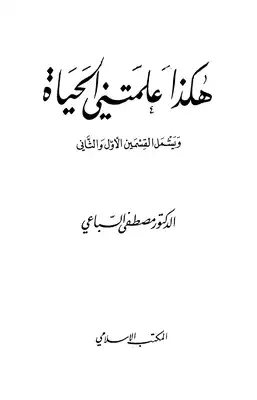 هكذا علمتني الحياة
ويشمل القسمين الأول والثاني
الدكتور مصطفى السباعي
المكتب الإسلامي